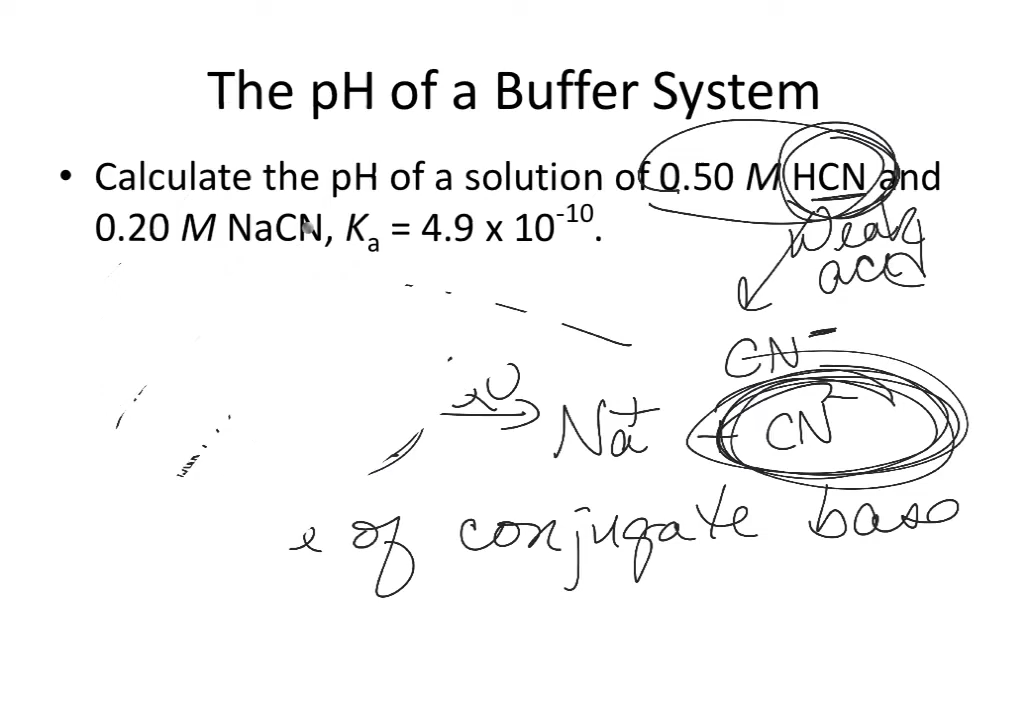 The pH of a Buffer System
• Calculate the pH of a solution of 0.50 M HCN and
0.20 M NaCN, Ka = 4.9 x 10^-10.
Weak
acid
CN⁻
Na⁺ + CN⁻
e of conjugate base